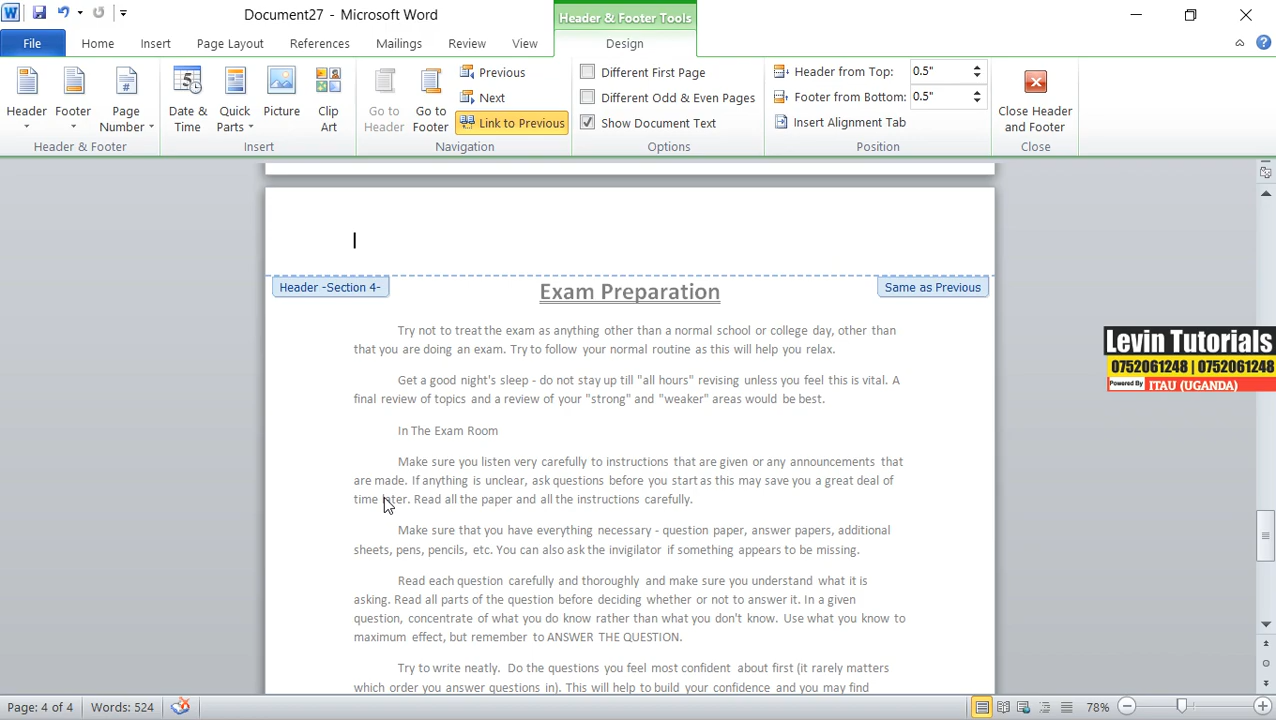 Document27 - Microsoft Word
Header & Footer Tools
File
Home
Insert
Page Layout
References
Mailings
Review
View
Design
Header
Footer
Page
Number
Date &
Time
Quick
Parts
Picture
Clip
Art
Go to
Header
Go to
Footer
Previous
Next
Link to Previous
Different First Page
Different Odd & Even Pages
Show Document Text
Header from Top:
0.5"
Footer from Bottom:
0.5"
Insert Alignment Tab
Close Header
and Footer
Header & Footer
Insert
Navigation
Options
Position
Close
Header -Section 4-
Same as Previous
Exam Preparation
Try not to treat the exam as anything other than a normal school or college day, other than
that you are doing an exam. Try to follow your normal routine as this will help you relax.
Get a good night's sleep - do not stay up till "all hours" revising unless you feel this is vital. A
final review of topics and a review of your "strong" and "weaker" areas would be best.
In The Exam Room
Make sure you listen very carefully to instructions that are given or any announcements that
are made. If anything is unclear, ask questions before you start as this may save you a great deal of
time later. Read all the paper and all the instructions carefully.
Make sure that you have everything necessary - question paper, answer papers, additional
sheets, pens, pencils, etc. You can also ask the invigilator if something appears to be missing.
Read each question carefully and thoroughly and make sure you understand what it is
asking. Read all parts of the question before deciding whether or not to answer it. In a given
question, concentrate of what you do know rather than what you don't know. Use what you know to
maximum effect, but remember to ANSWER THE QUESTION.
Try to write neatly. Do the questions you feel most confident about first (it rarely matters
which order you answer questions in). This will help to build your confidence and you may find
Levin Tutorials
0752061248 | 0752061248
Powered By ITAU (UGANDA)
Page: 4 of 4
Words: 524
78%